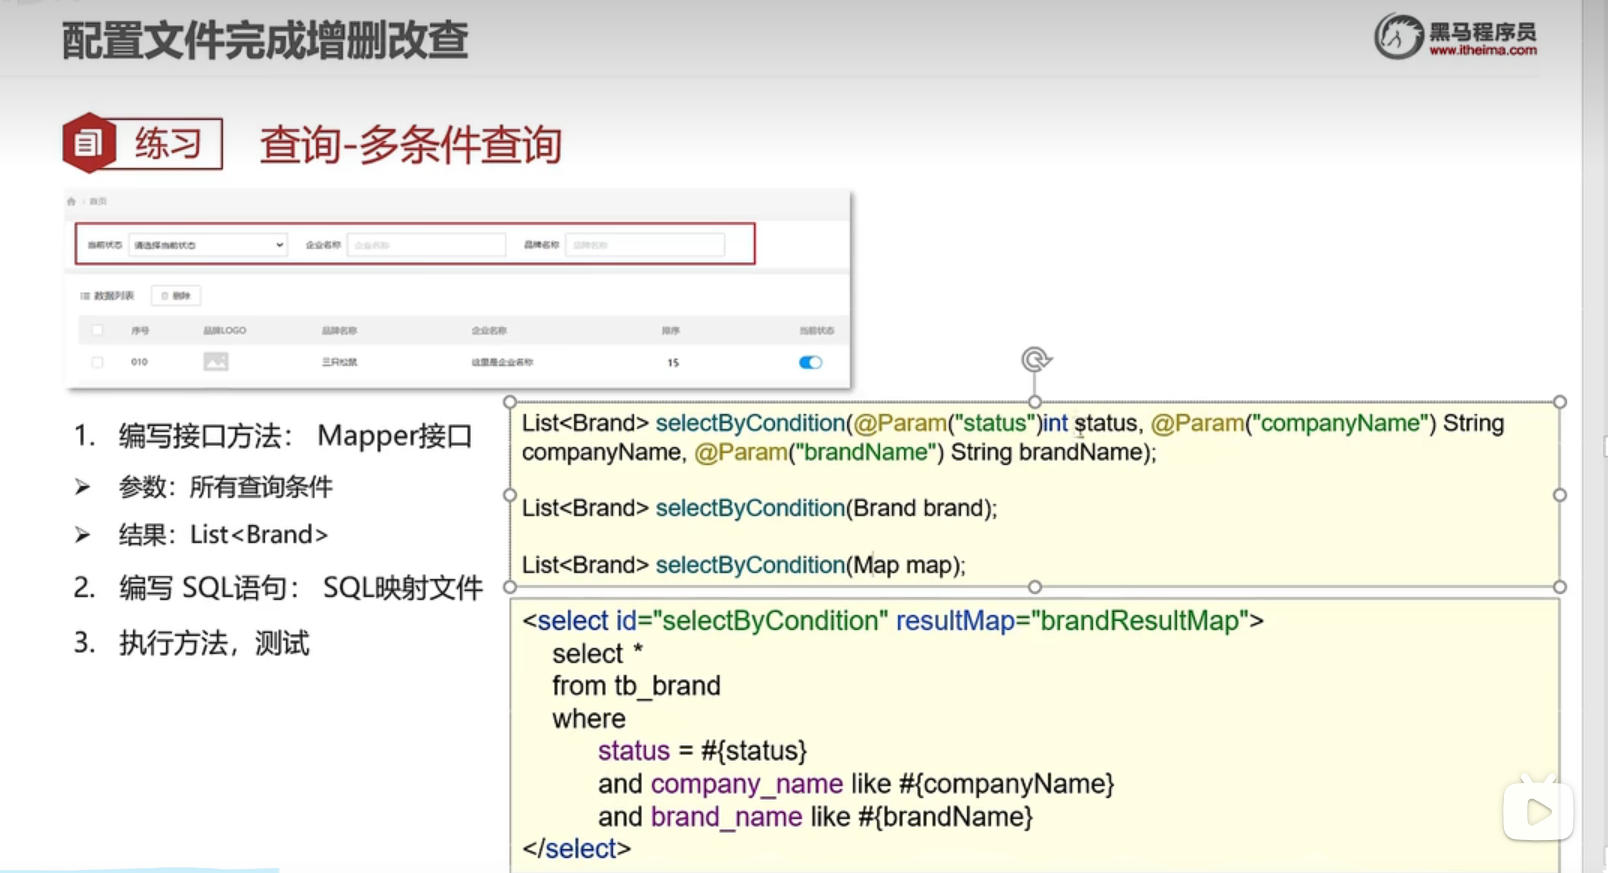 配置文件完成增删改查
黑马程序员
www.itheima.com
练习
查询-多条件查询
首页
当前状态 请选择当前状态 企业名称 企业名称 品牌名称 品牌名称
数据列表 删除
序号 品牌LOGO 品牌名称 企业名称 排序 当前状态
010 三只松鼠 这里是企业名称 15
1. 编写接口方法： Mapper接口
➢ 参数：所有查询条件
➢ 结果：List<Brand>
2. 编写 SQL语句： SQL映射文件
3. 执行方法，测试
List<Brand> selectByCondition(@Param("status")int status, @Param("companyName") String
companyName, @Param("brandName") String brandName);
List<Brand> selectByCondition(Brand brand);
List<Brand> selectByCondition(Map map);
<select id="selectByCondition" resultMap="brandResultMap">
select *
from tb_brand
where
status = #{status}
and company_name like #{companyName}
and brand_name like #{brandName}
</select>